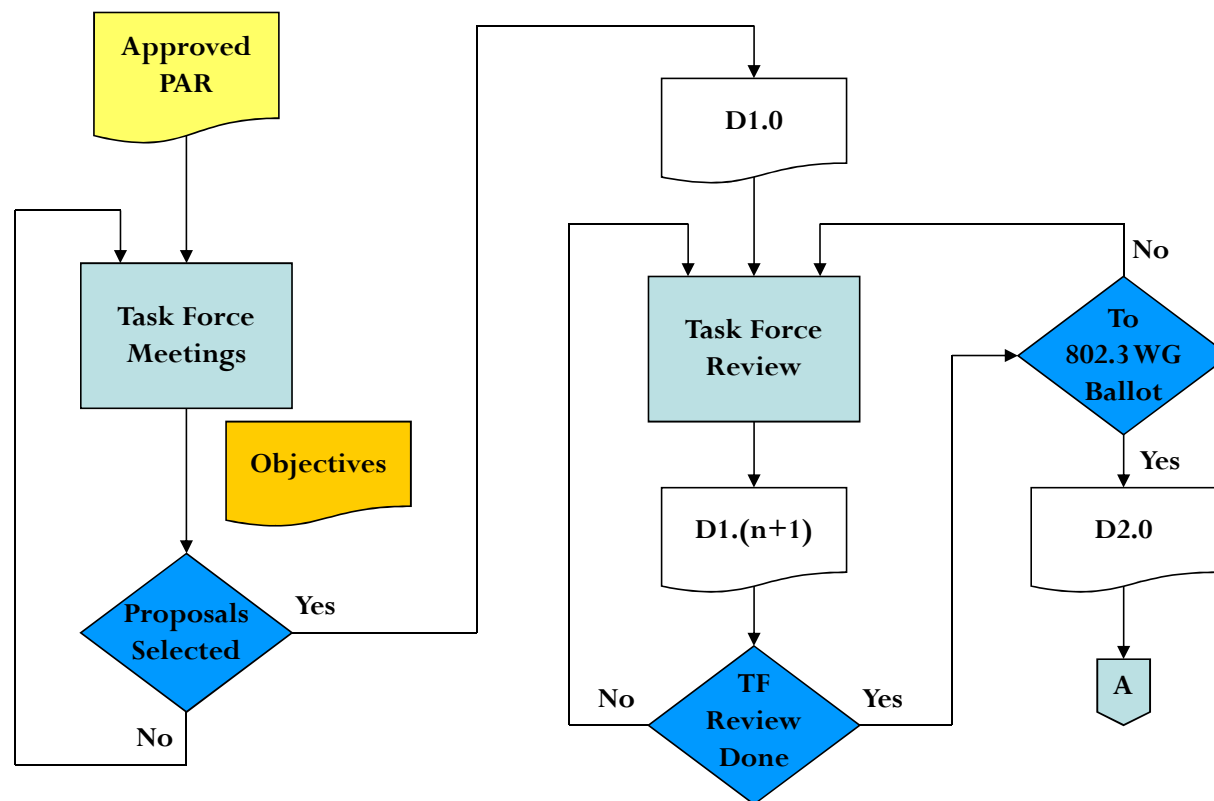 Approved
PAR
Task Force
Meetings
Objectives
Proposals
Selected
Yes
No
D1.0
Task Force
Review
D1.(n+1)
TF
Review
Done
No
Yes
To
802.3 WG
Ballot
No
Yes
D2.0
A